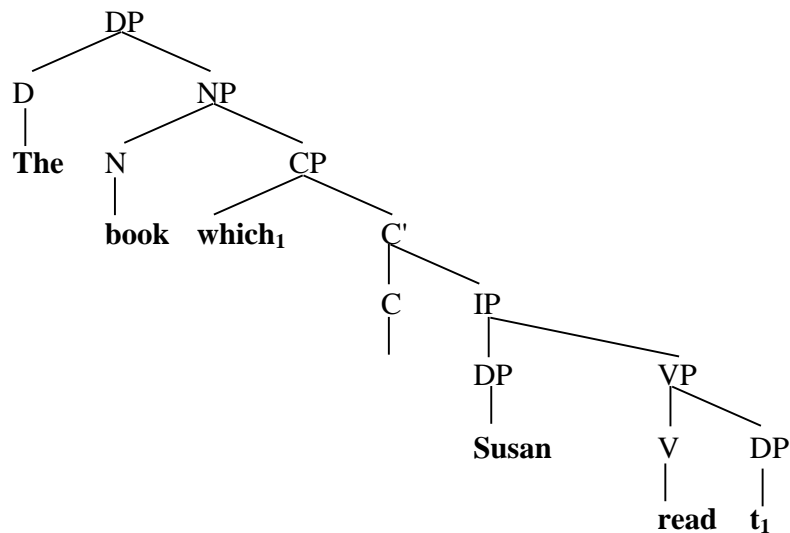 DP
D NP
The N CP
book which₁ C'
C IP
DP VP
Susan V DP
read t₁